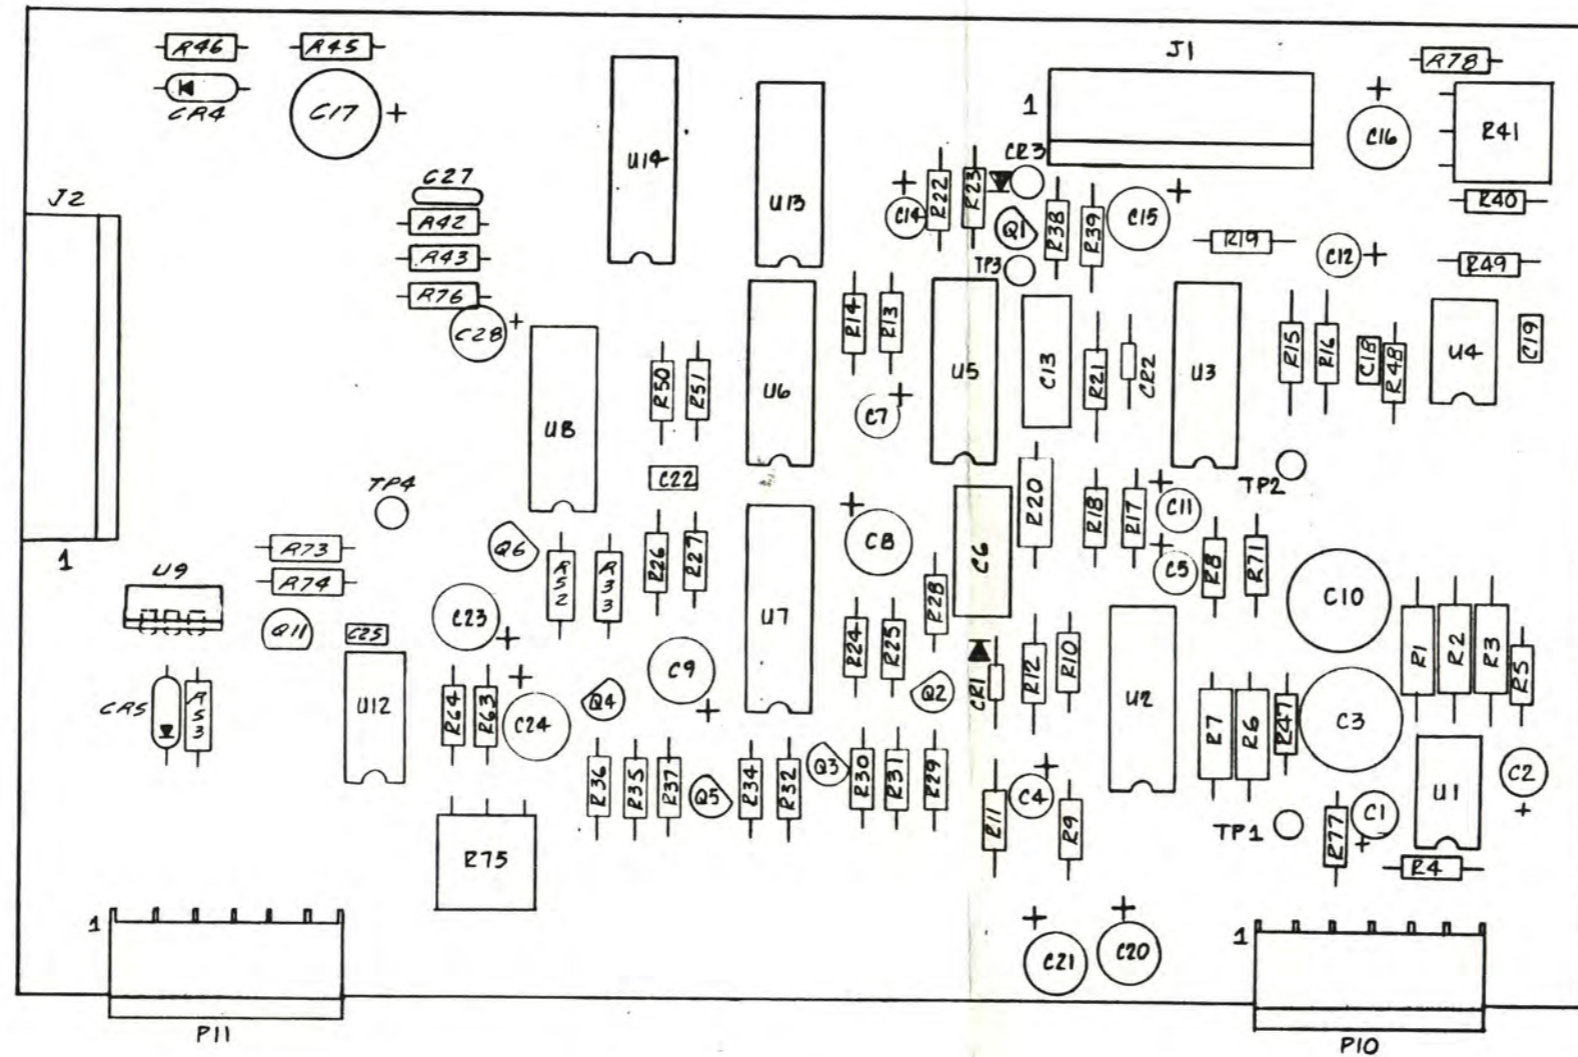 R46
R45
J1
R78
CR4
C17
+
1
+
C16
R41
U14
CR3
J2
C27
U13
+
C14
R22
R23
Q1
R38
R39
C15
+
R40
R42
R43
R76
C28
+
TP3
R19
C12
+
R49
R14
R13
U5
C13
R21
CR2
U3
R15
R16
C18
R48
U4
C19
U8
R50
R51
U6
C7
+
TP4
C22
R20
R18
R17
+
C11
TP2
1
U9
R73
R74
Q6
R52
R33
R26
R27
+
C8
C6
+
C5
R8
R71
C10
Q11
C25
C23
+
U7
R28
R24
R25
R1
R2
R3
R5
CR5
R53
U12
R64
R63
+
C24
Q4
C9
+
Q2
CR1
R12
R10
U2
R7
R6
R47
C3
R36
R35
R37
Q5
R34
R32
Q3
R30
R31
R29
R11
+
C4
R9
TP1
R77
C1
+
U1
C2
+
R4
R75
1
+
C21
+
C20
1
P11
P10